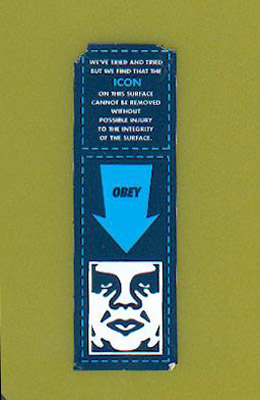 WE'VE TRIED AND TRIED
BUT WE FIND THAT THE
ICON
ON THIS SURFACE
CANNOT BE REMOVED
WITHOUT
POSSIBLE INJURY
TO THE INTEGRITY
OF THE SURFACE.
OBEY